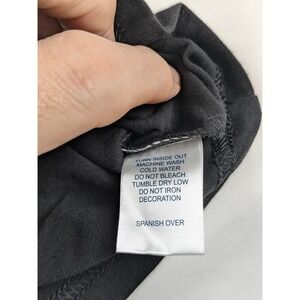 TURN INSIDE OUT
MACHINE WASH
COLD WATER
DO NOT BLEACH
TUMBLE DRY LOW
DO NOT IRON
DECORATION
SPANISH OVER